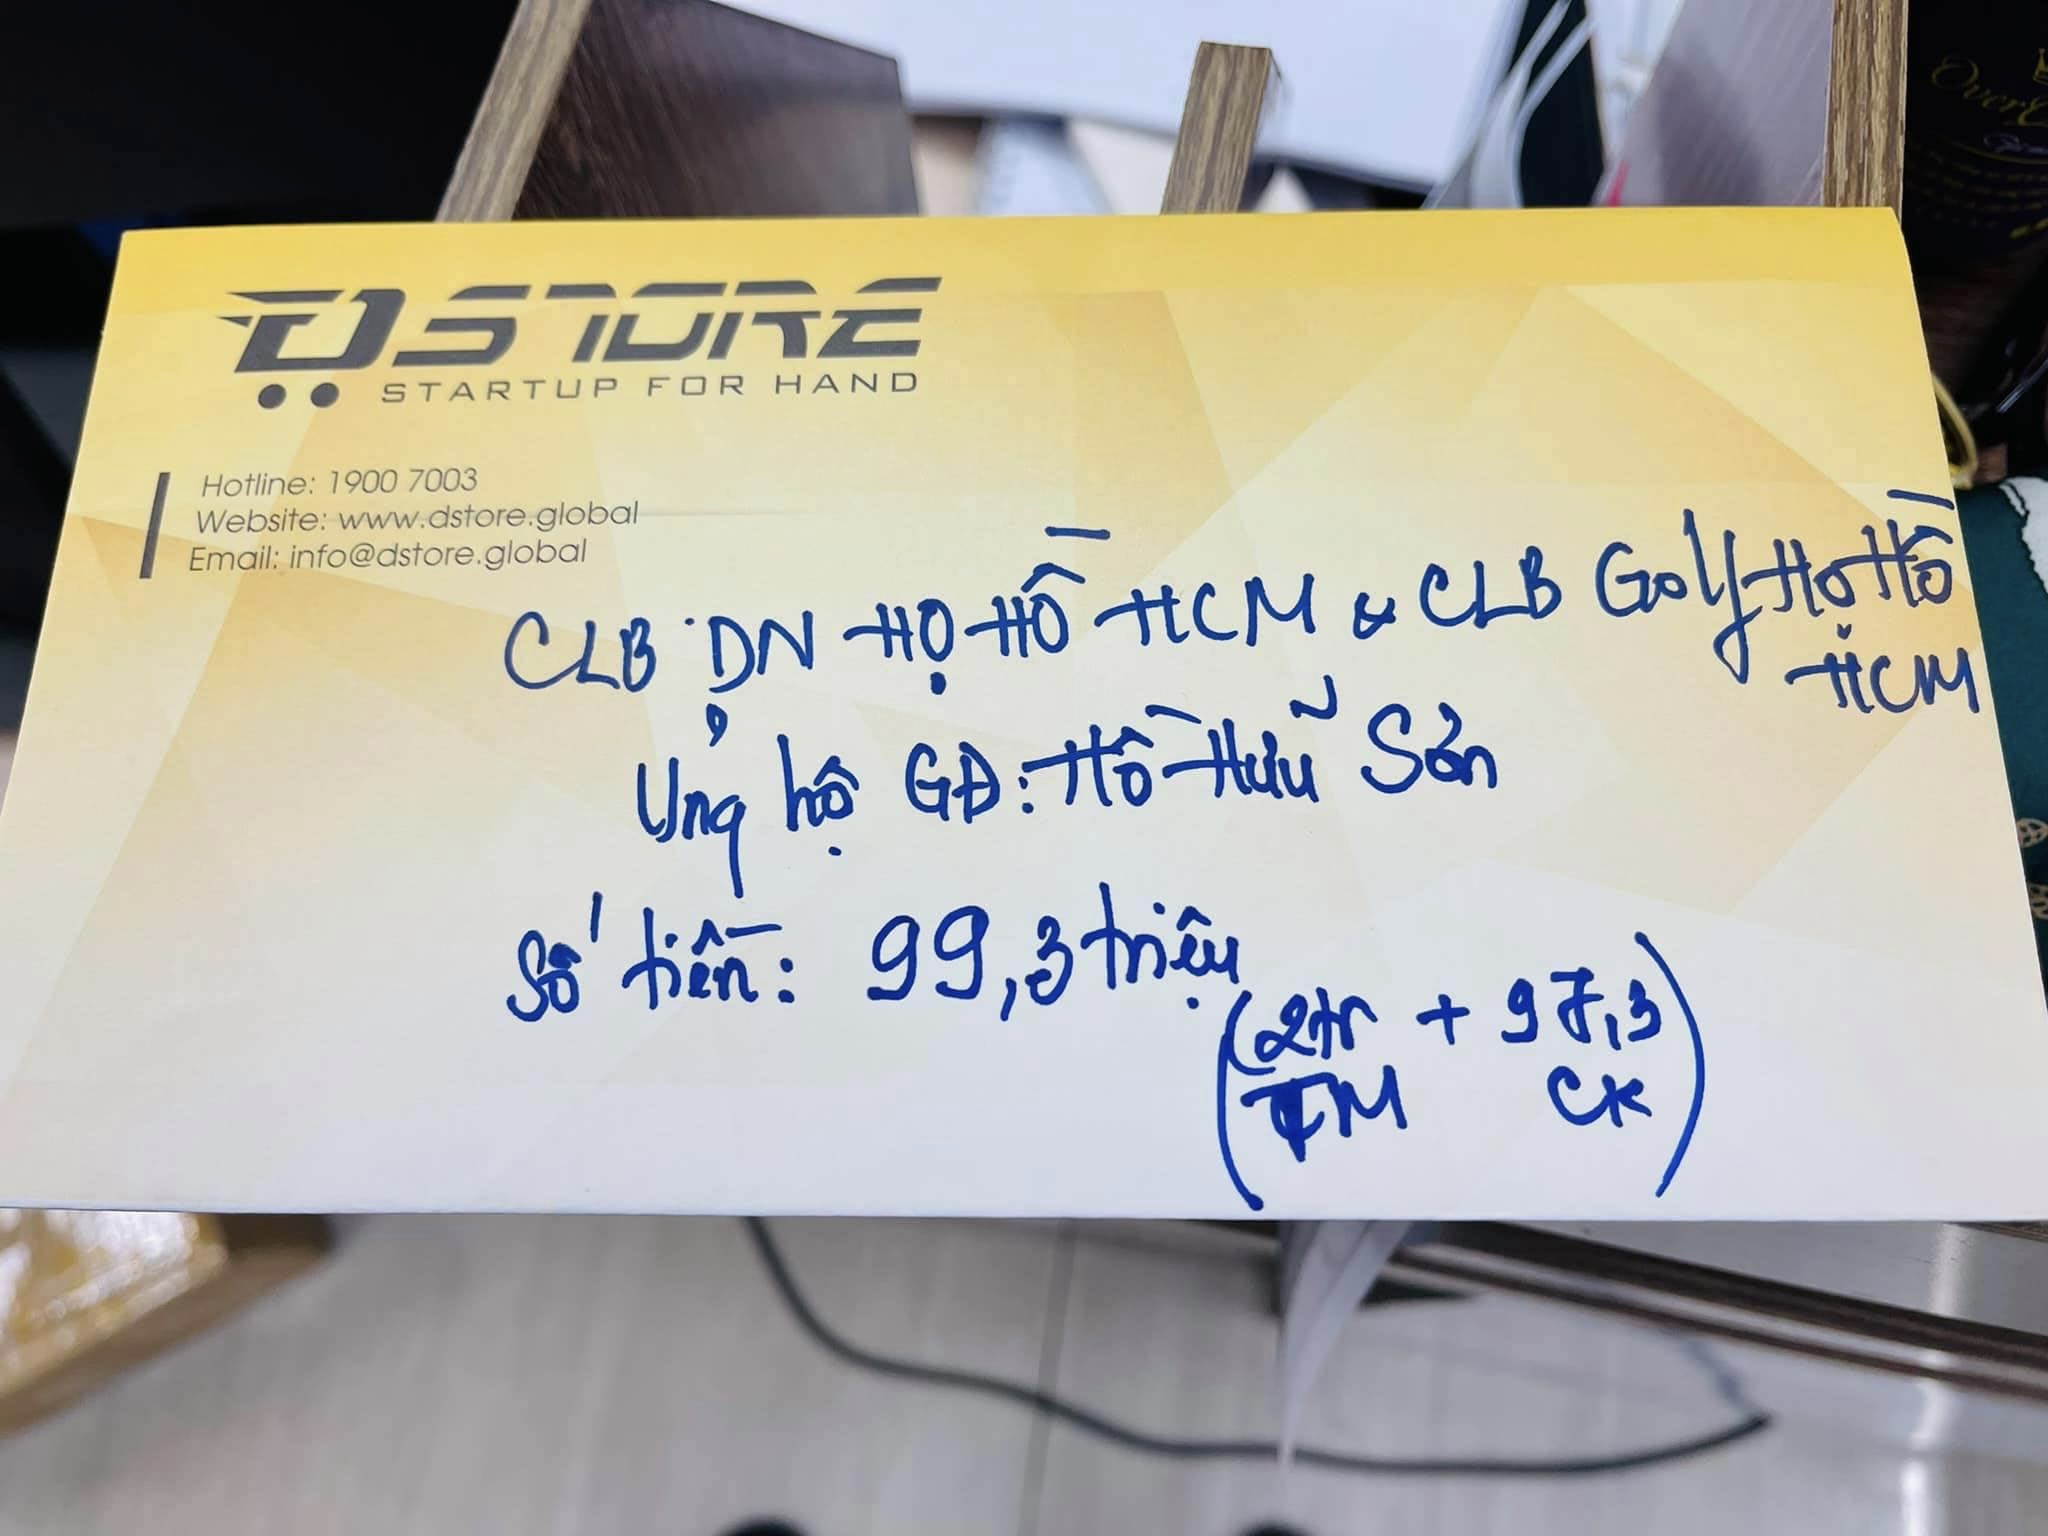 DSTORE
STARTUP FOR HAND
Hotline: 1900 7003
Website: www.dstore.global
Email: info@dstore.global
CLB DN HỌ HỒ HCM & CLB Golf Họ Hồ
HCM
Ủng hộ GĐ: Hồ Hữu Sản
Số tiền: 99,3 triệu
(2tr + 97,3)
TM CK